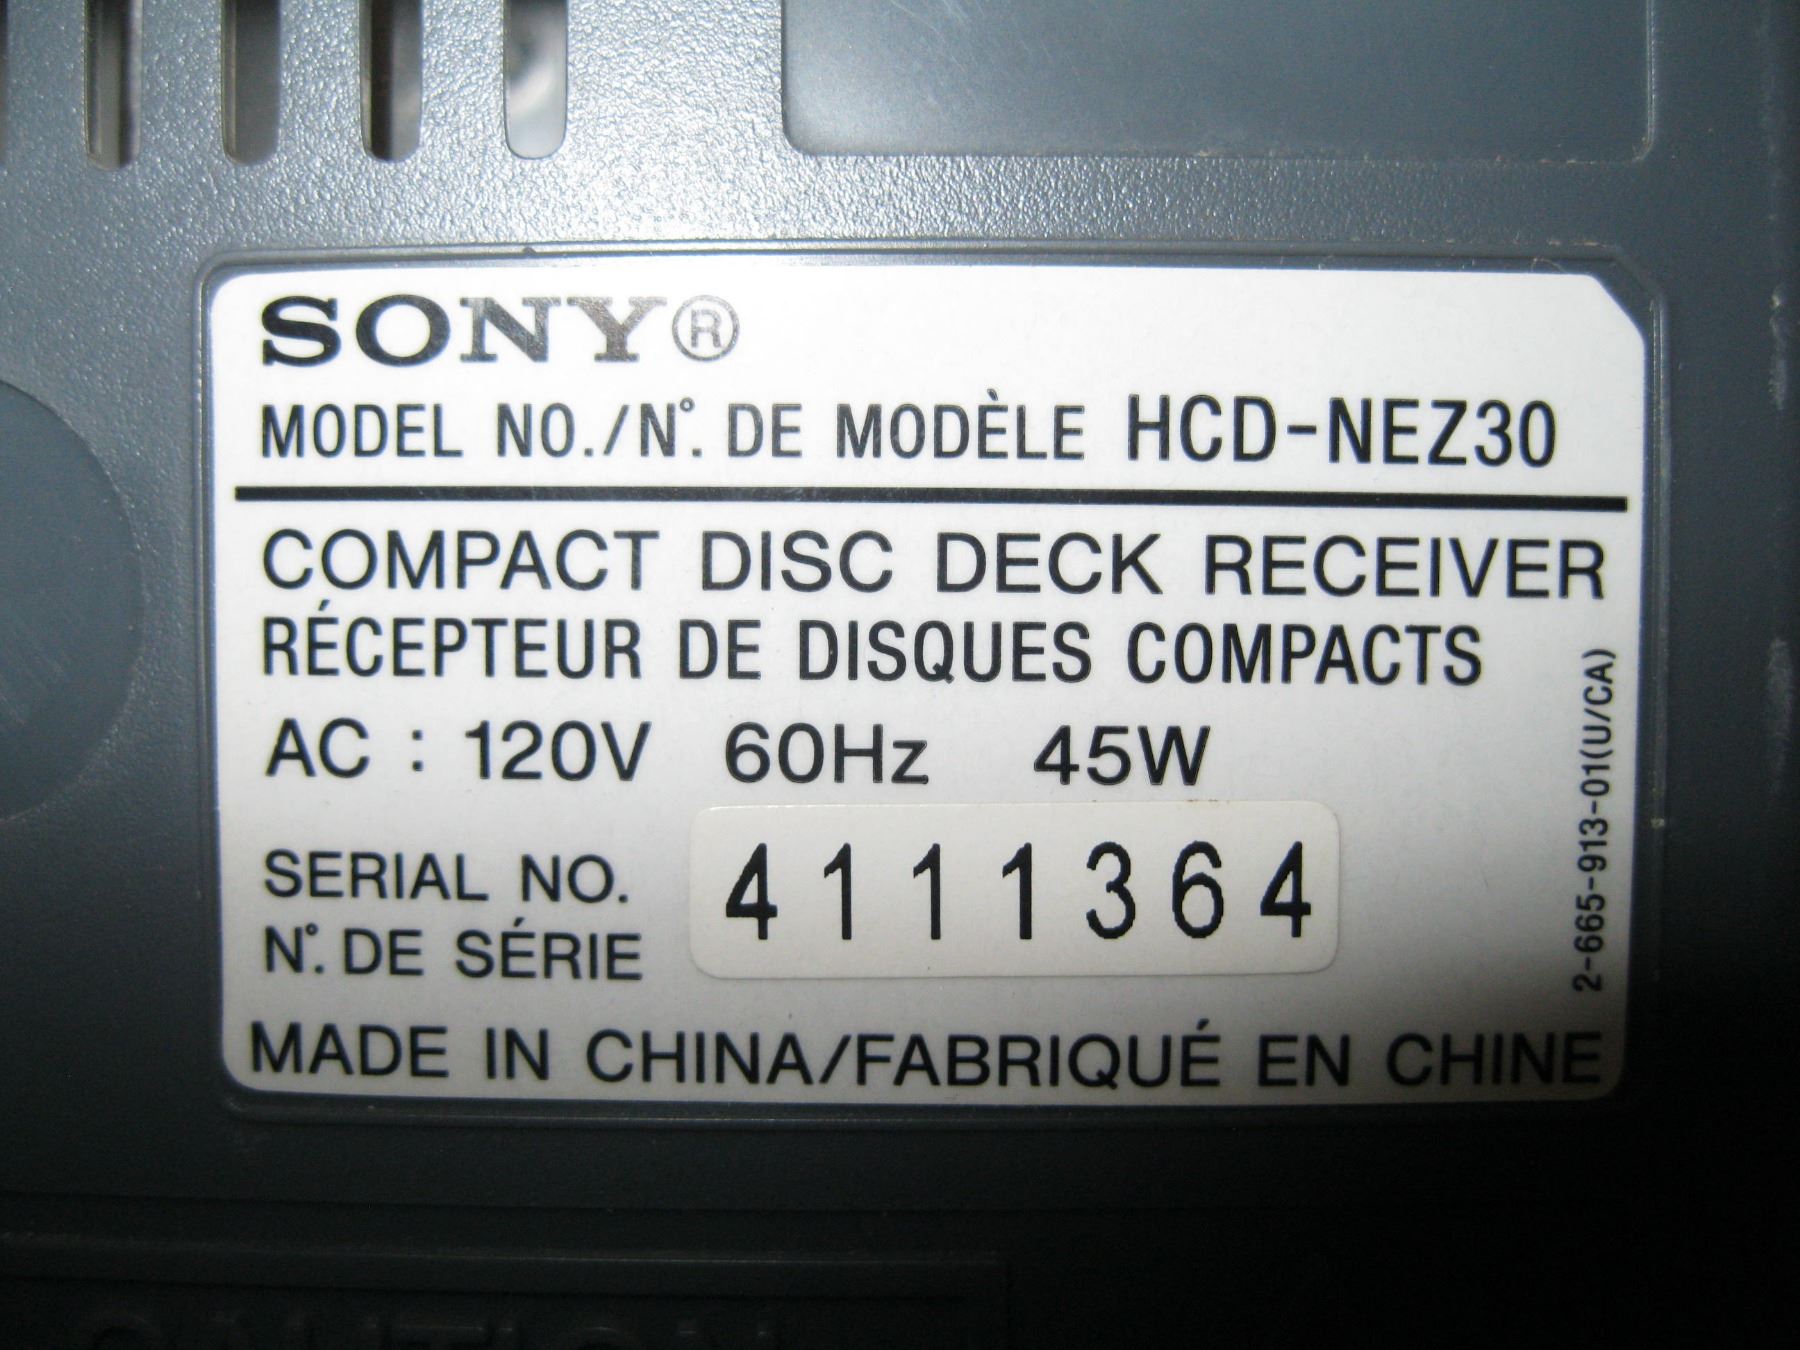 SONY®
MODEL NO./N°. DE MODÈLE HCD-NEZ30
COMPACT DISC DECK RECEIVER
RÉCEPTEUR DE DISQUES COMPACTS
AC : 120V 60Hz 45W
SERIAL NO. 4111364
N°. DE SÉRIE
MADE IN CHINA/FABRIQUÉ EN CHINE
2-665-913-01(U/CA)
CAUTION